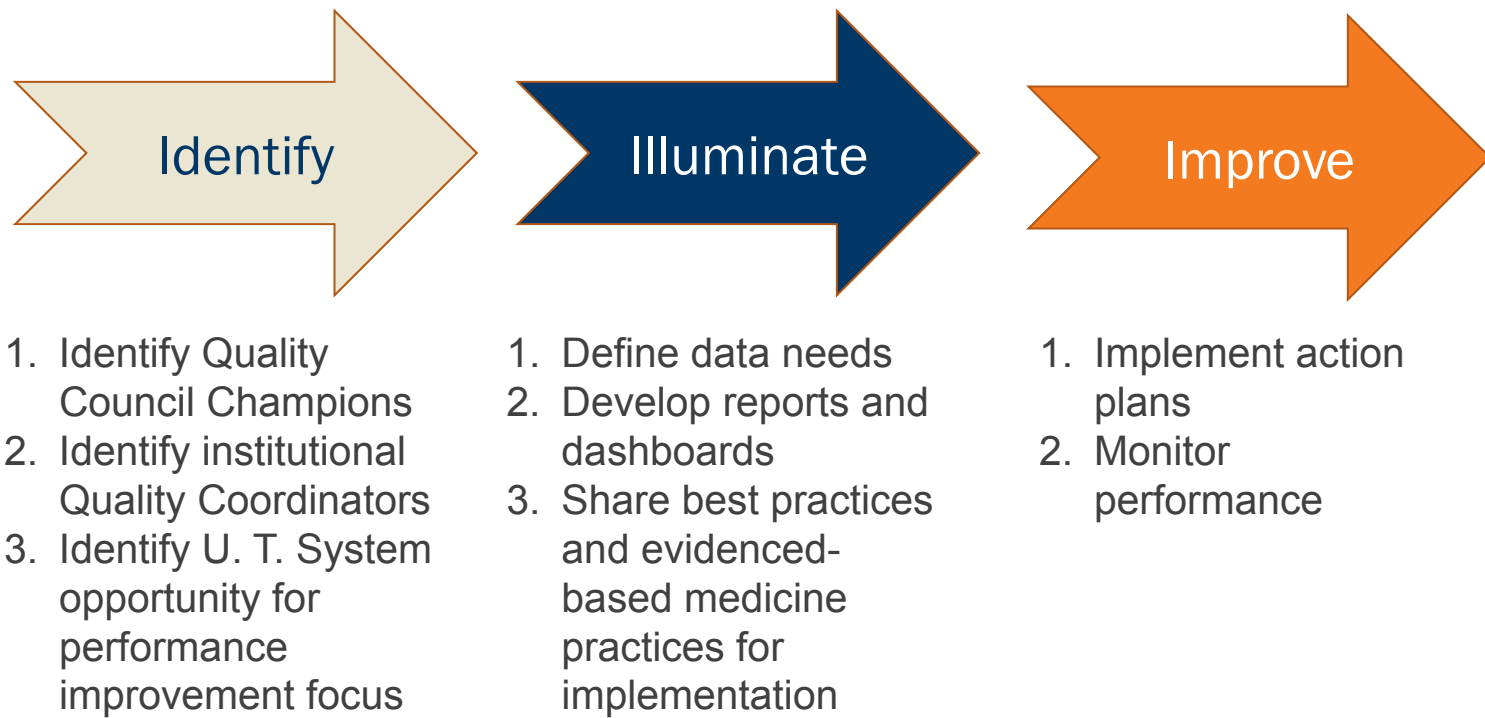 Identify
1. Identify Quality
Council Champions
2. Identify institutional
Quality Coordinators
3. Identify U. T. System
opportunity for
performance
improvement focus
Illuminate
1. Define data needs
2. Develop reports and
dashboards
3. Share best practices
and evidenced-
based medicine
practices for
implementation
Improve
1. Implement action
plans
2. Monitor
performance